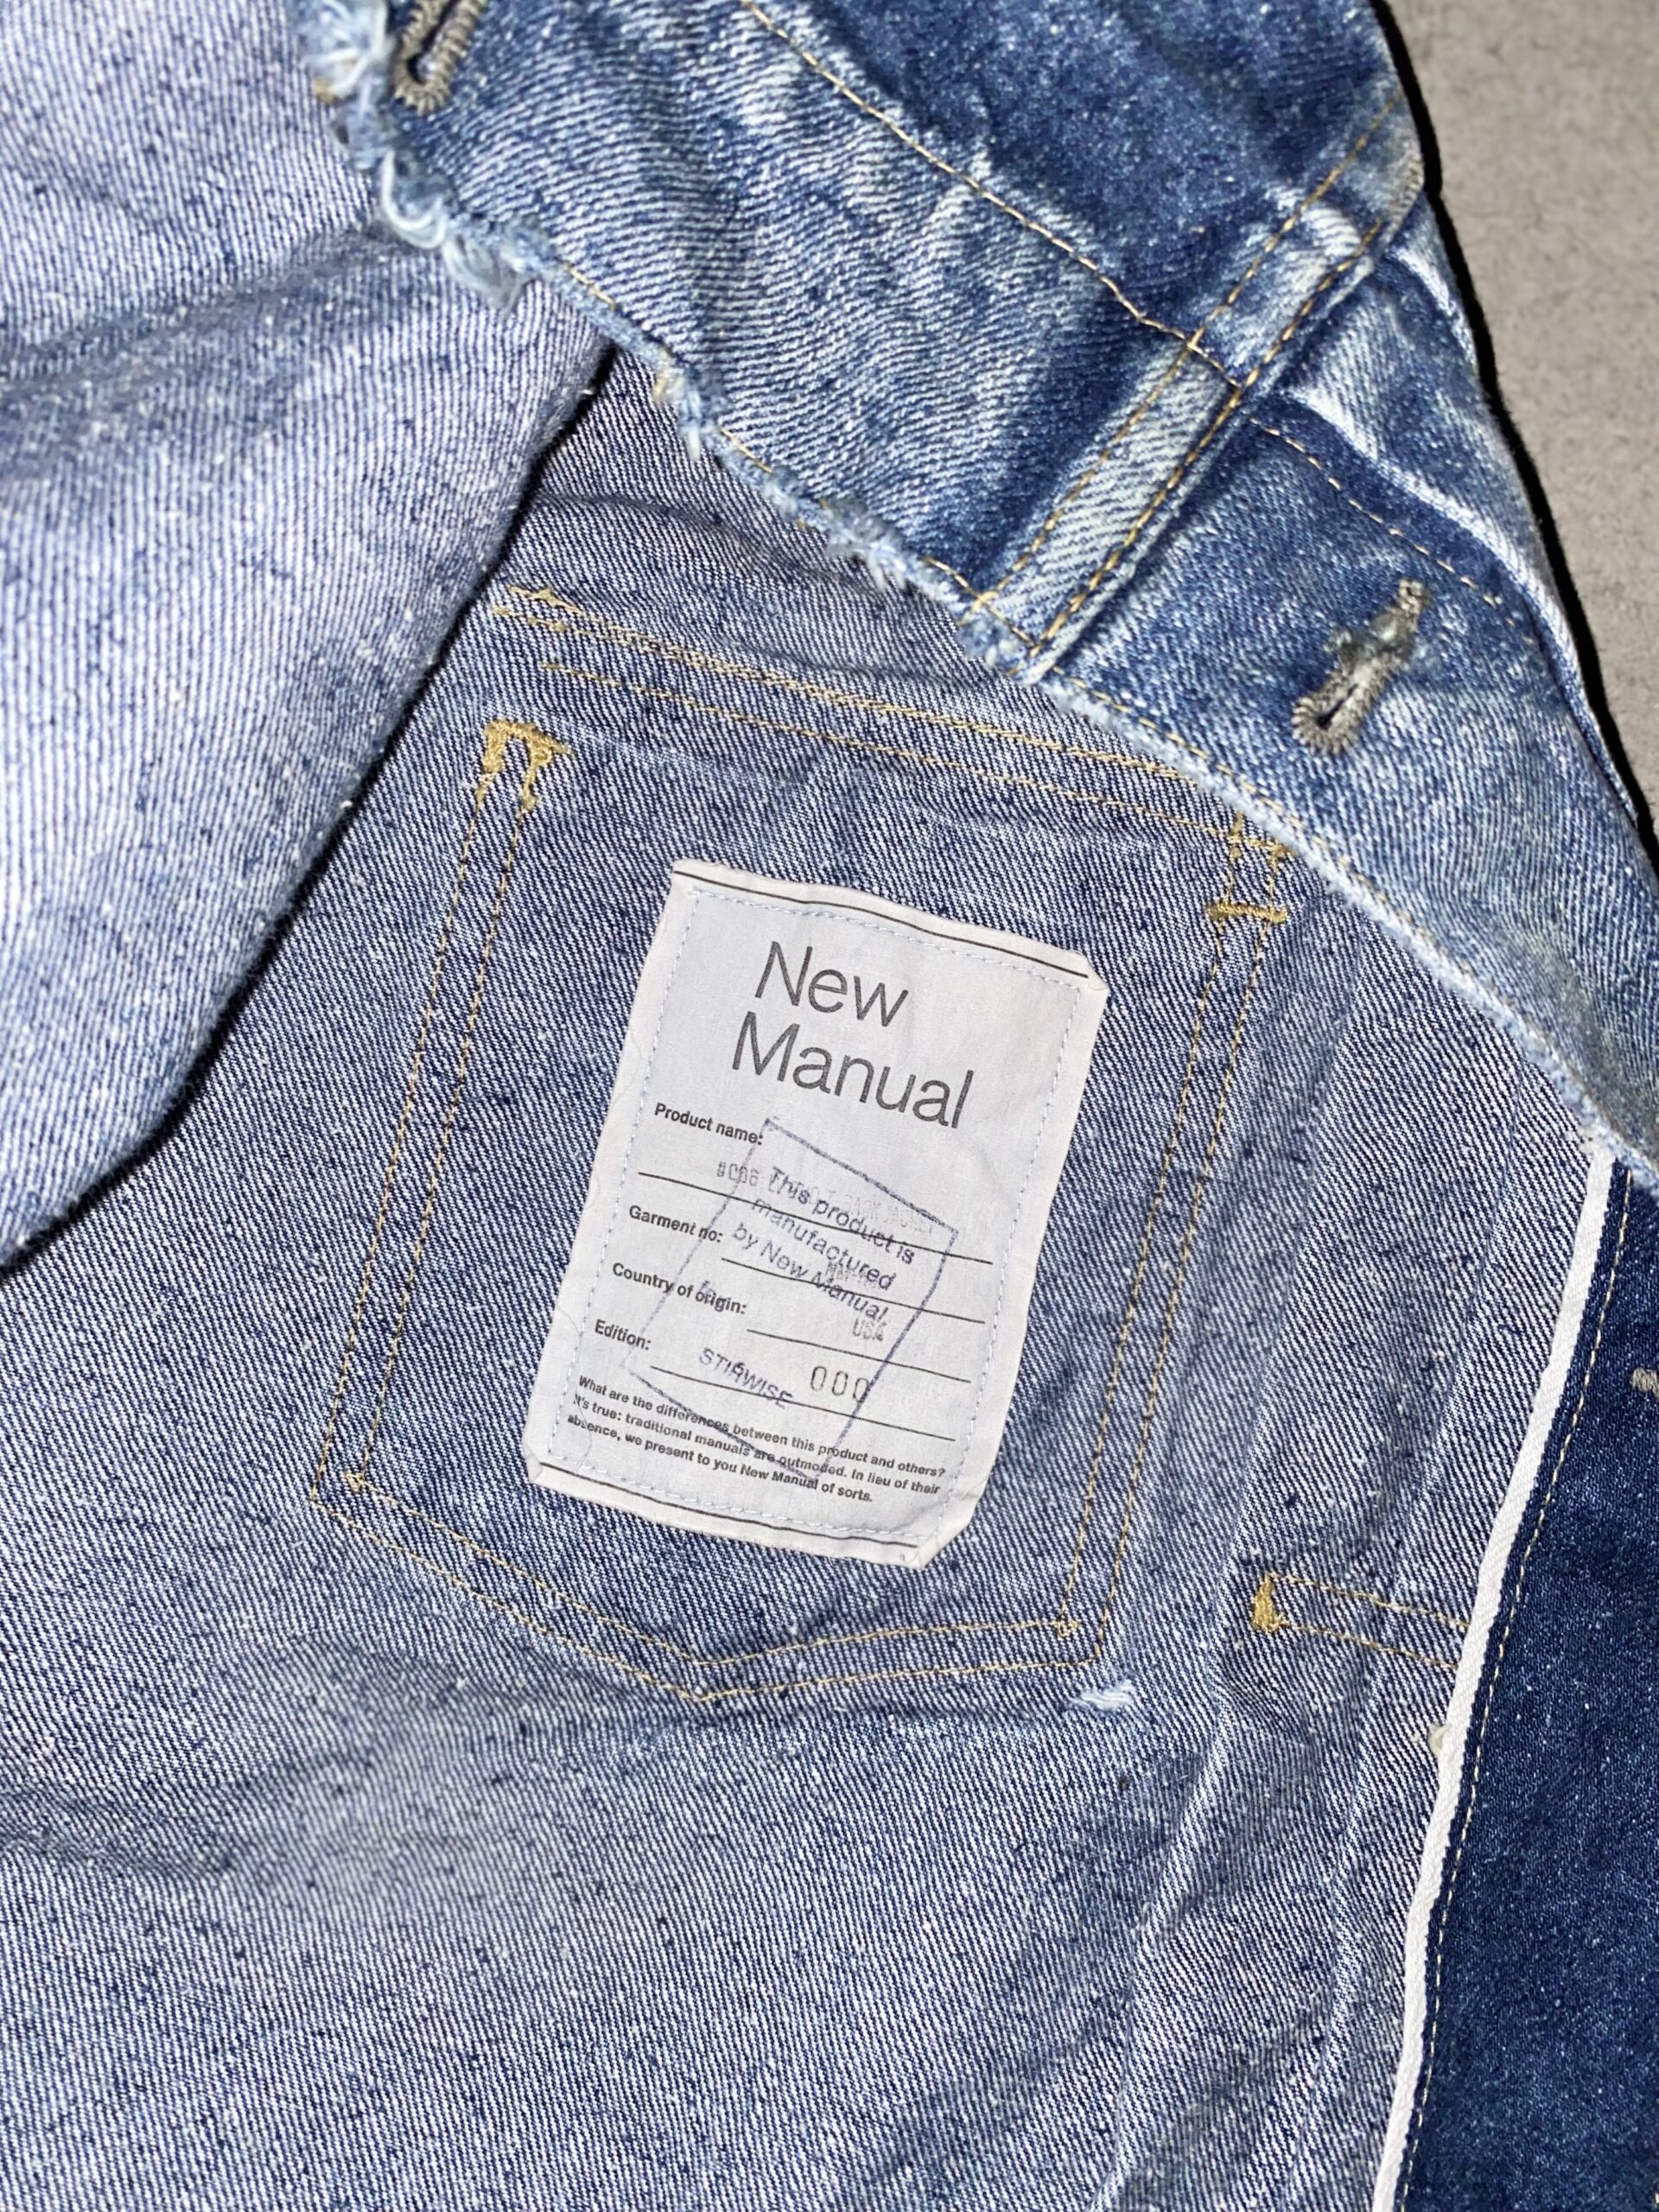 New
Manual
Product name:
This product is
manufactured
by New Manual
Garment no:
Country of origin:
USA
Edition:
STIRWISE
000
What are the differences between this product and others?
It's true: traditional manuals are outmoded. In lieu of their
absence, we present to you New Manual of sorts.